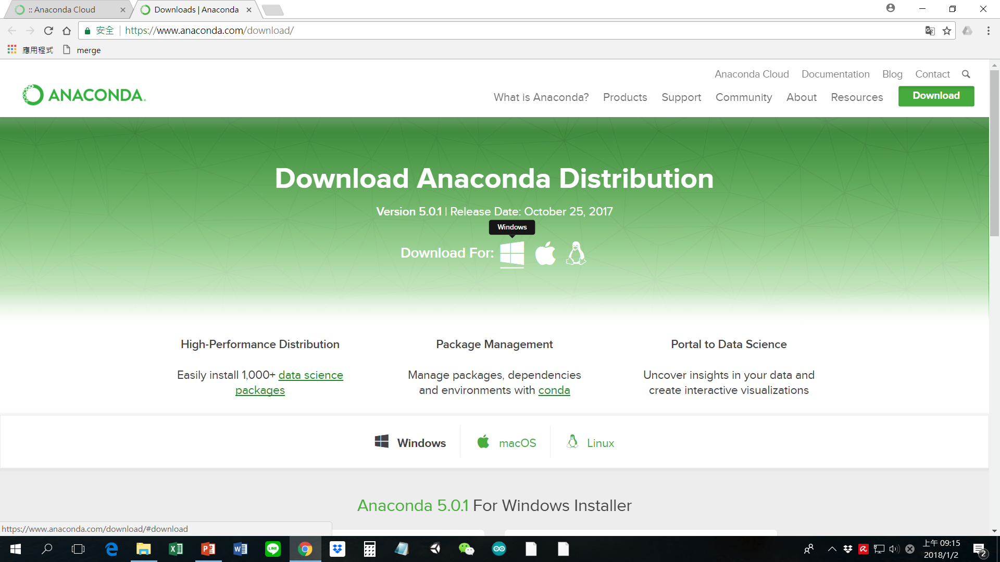 :: Anaconda Cloud
Downloads | Anaconda
安全 https://www.anaconda.com/download/
應用程式
merge
Anaconda Cloud Documentation Blog Contact
ANACONDA.
What is Anaconda? Products Support Community About Resources Download
Download Anaconda Distribution
Version 5.0.1 | Release Date: October 25, 2017
Windows
Download For:
High-Performance Distribution
Easily install 1,000+ data science
packages
Package Management
Manage packages, dependencies
and environments with conda
Portal to Data Science
Uncover insights in your data and
create interactive visualizations
Windows
macOS
Linux
Anaconda 5.0.1 For Windows Installer
https://www.anaconda.com/download/#download
LINE
上午 09:15
2018/1/2
2